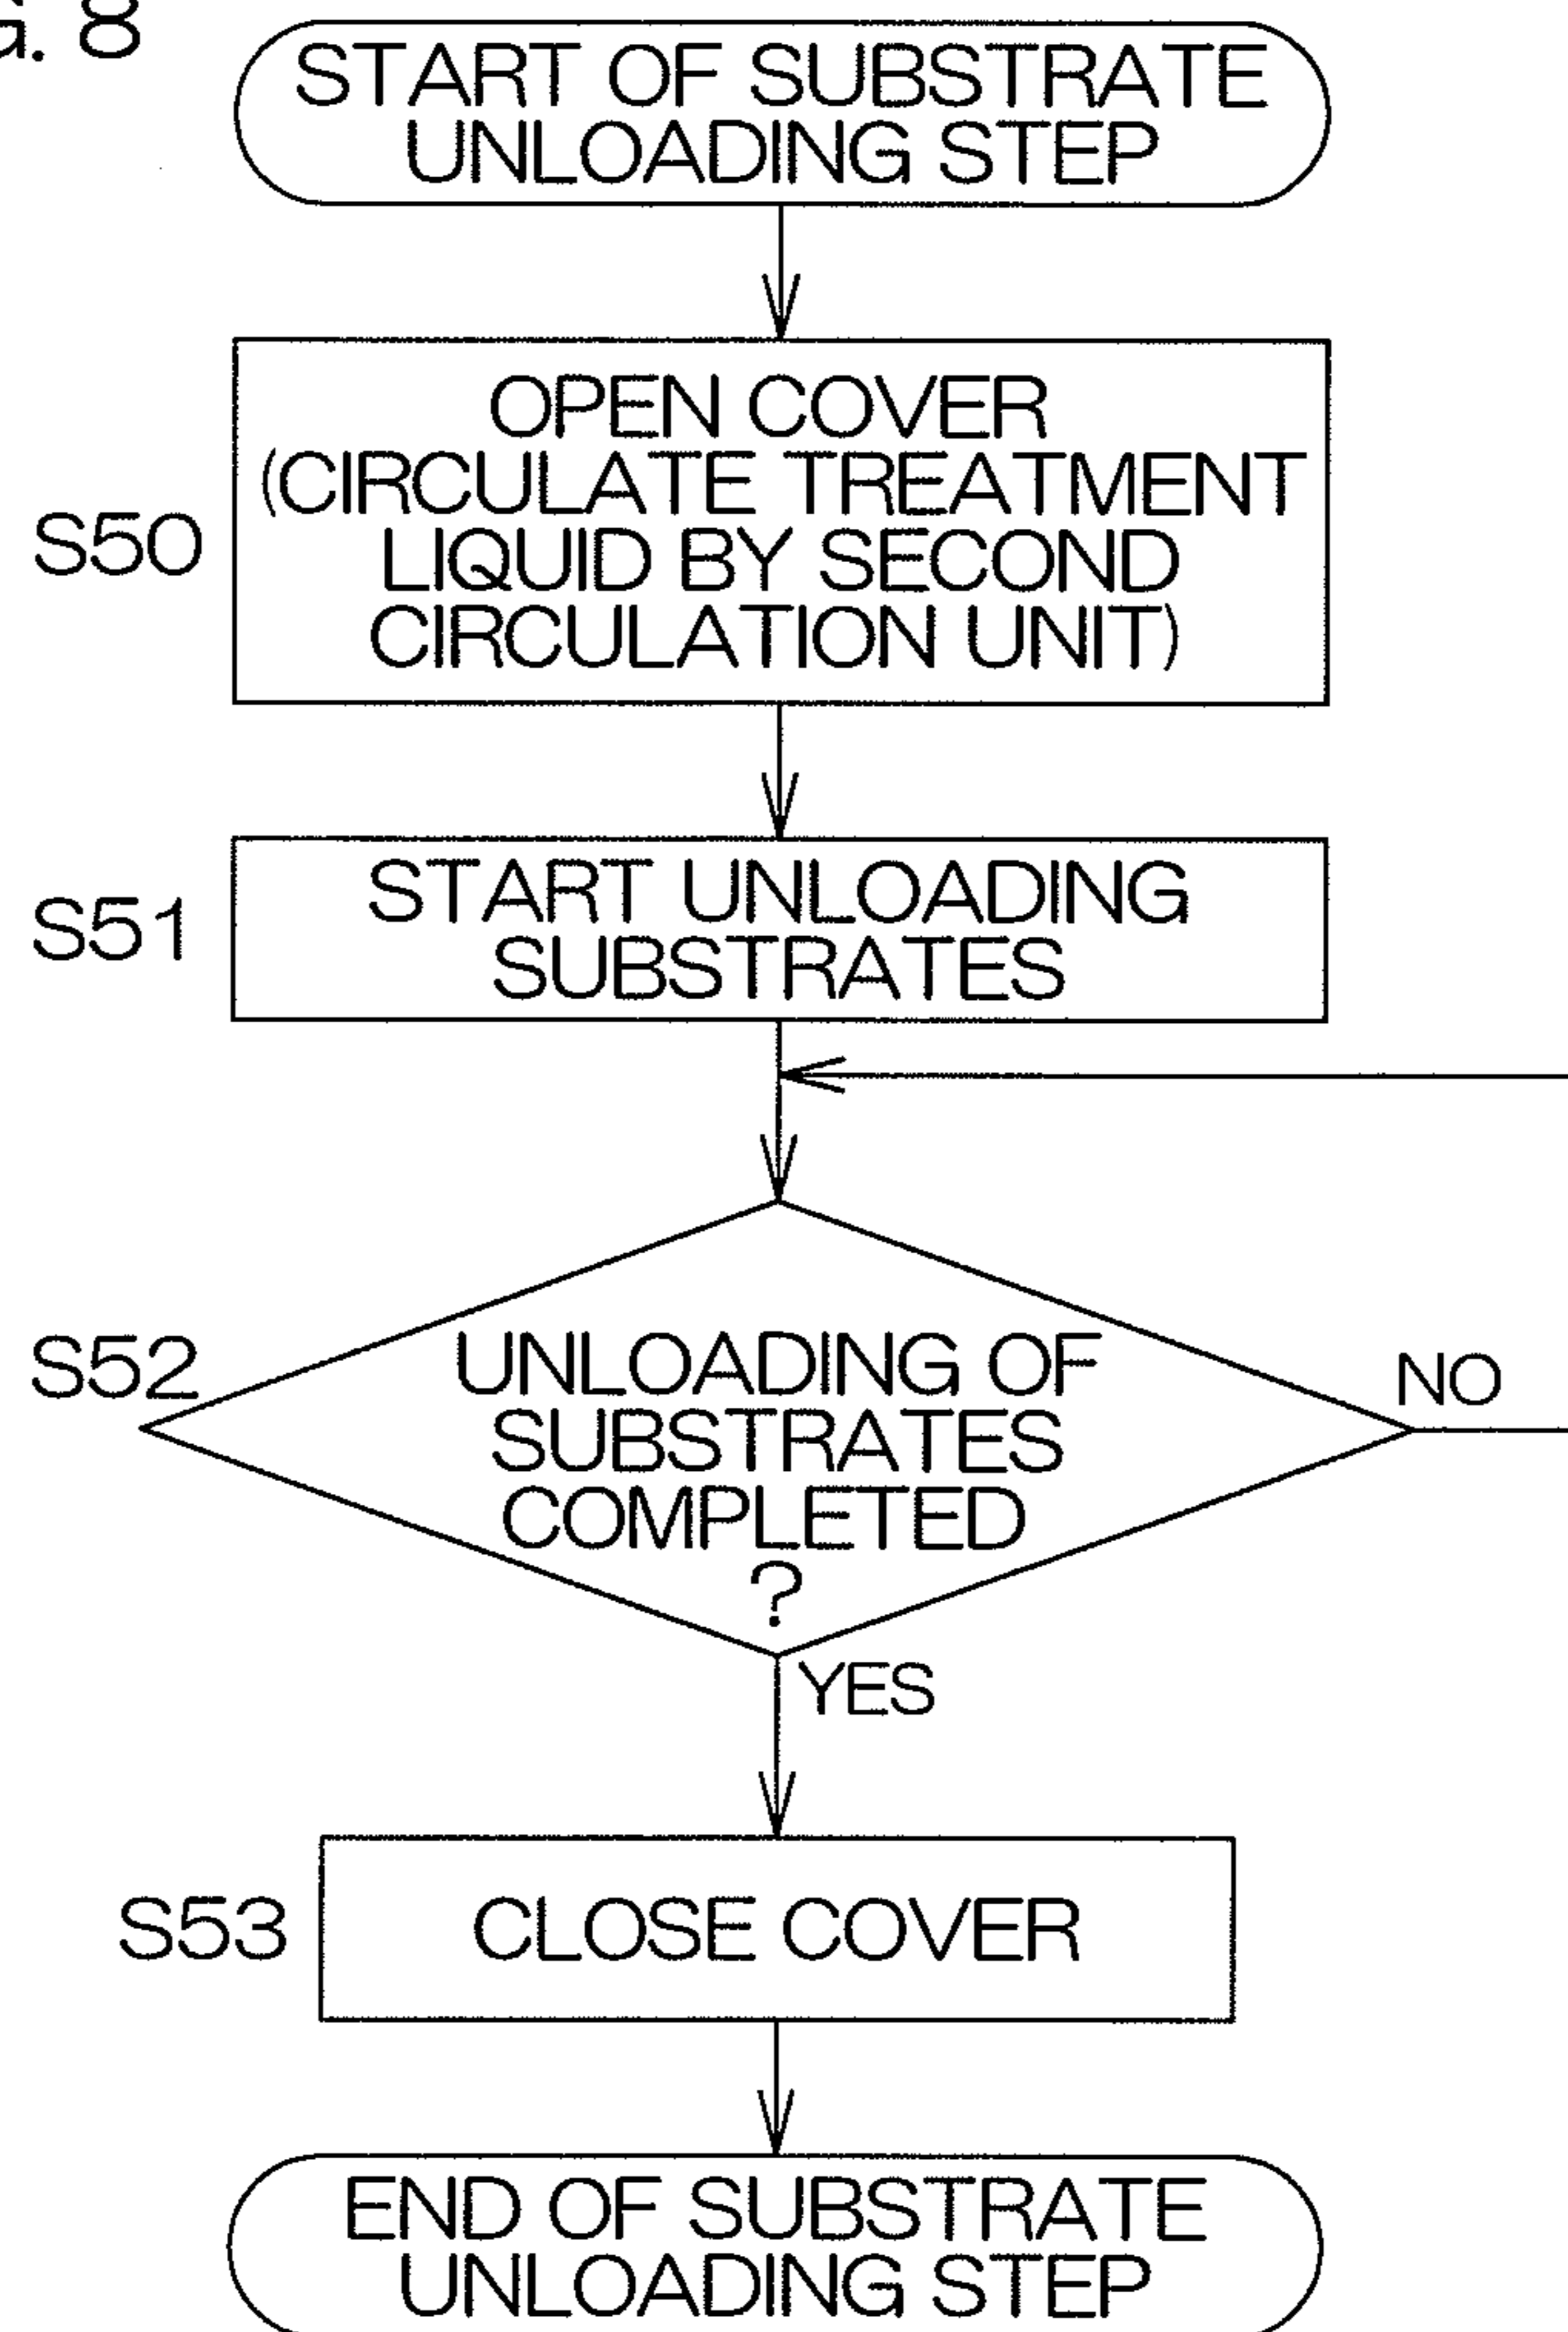 G. 8
START OF SUBSTRATE
UNLOADING STEP
OPEN COVER
(CIRCULATE TREATMENT
LIQUID BY SECOND
CIRCULATION UNIT)
S50
START UNLOADING
SUBSTRATES
S51
UNLOADING OF
SUBSTRATES
COMPLETED
?
S52
NO
YES
S53
CLOSE COVER
END OF SUBSTRATE
UNLOADING STEP